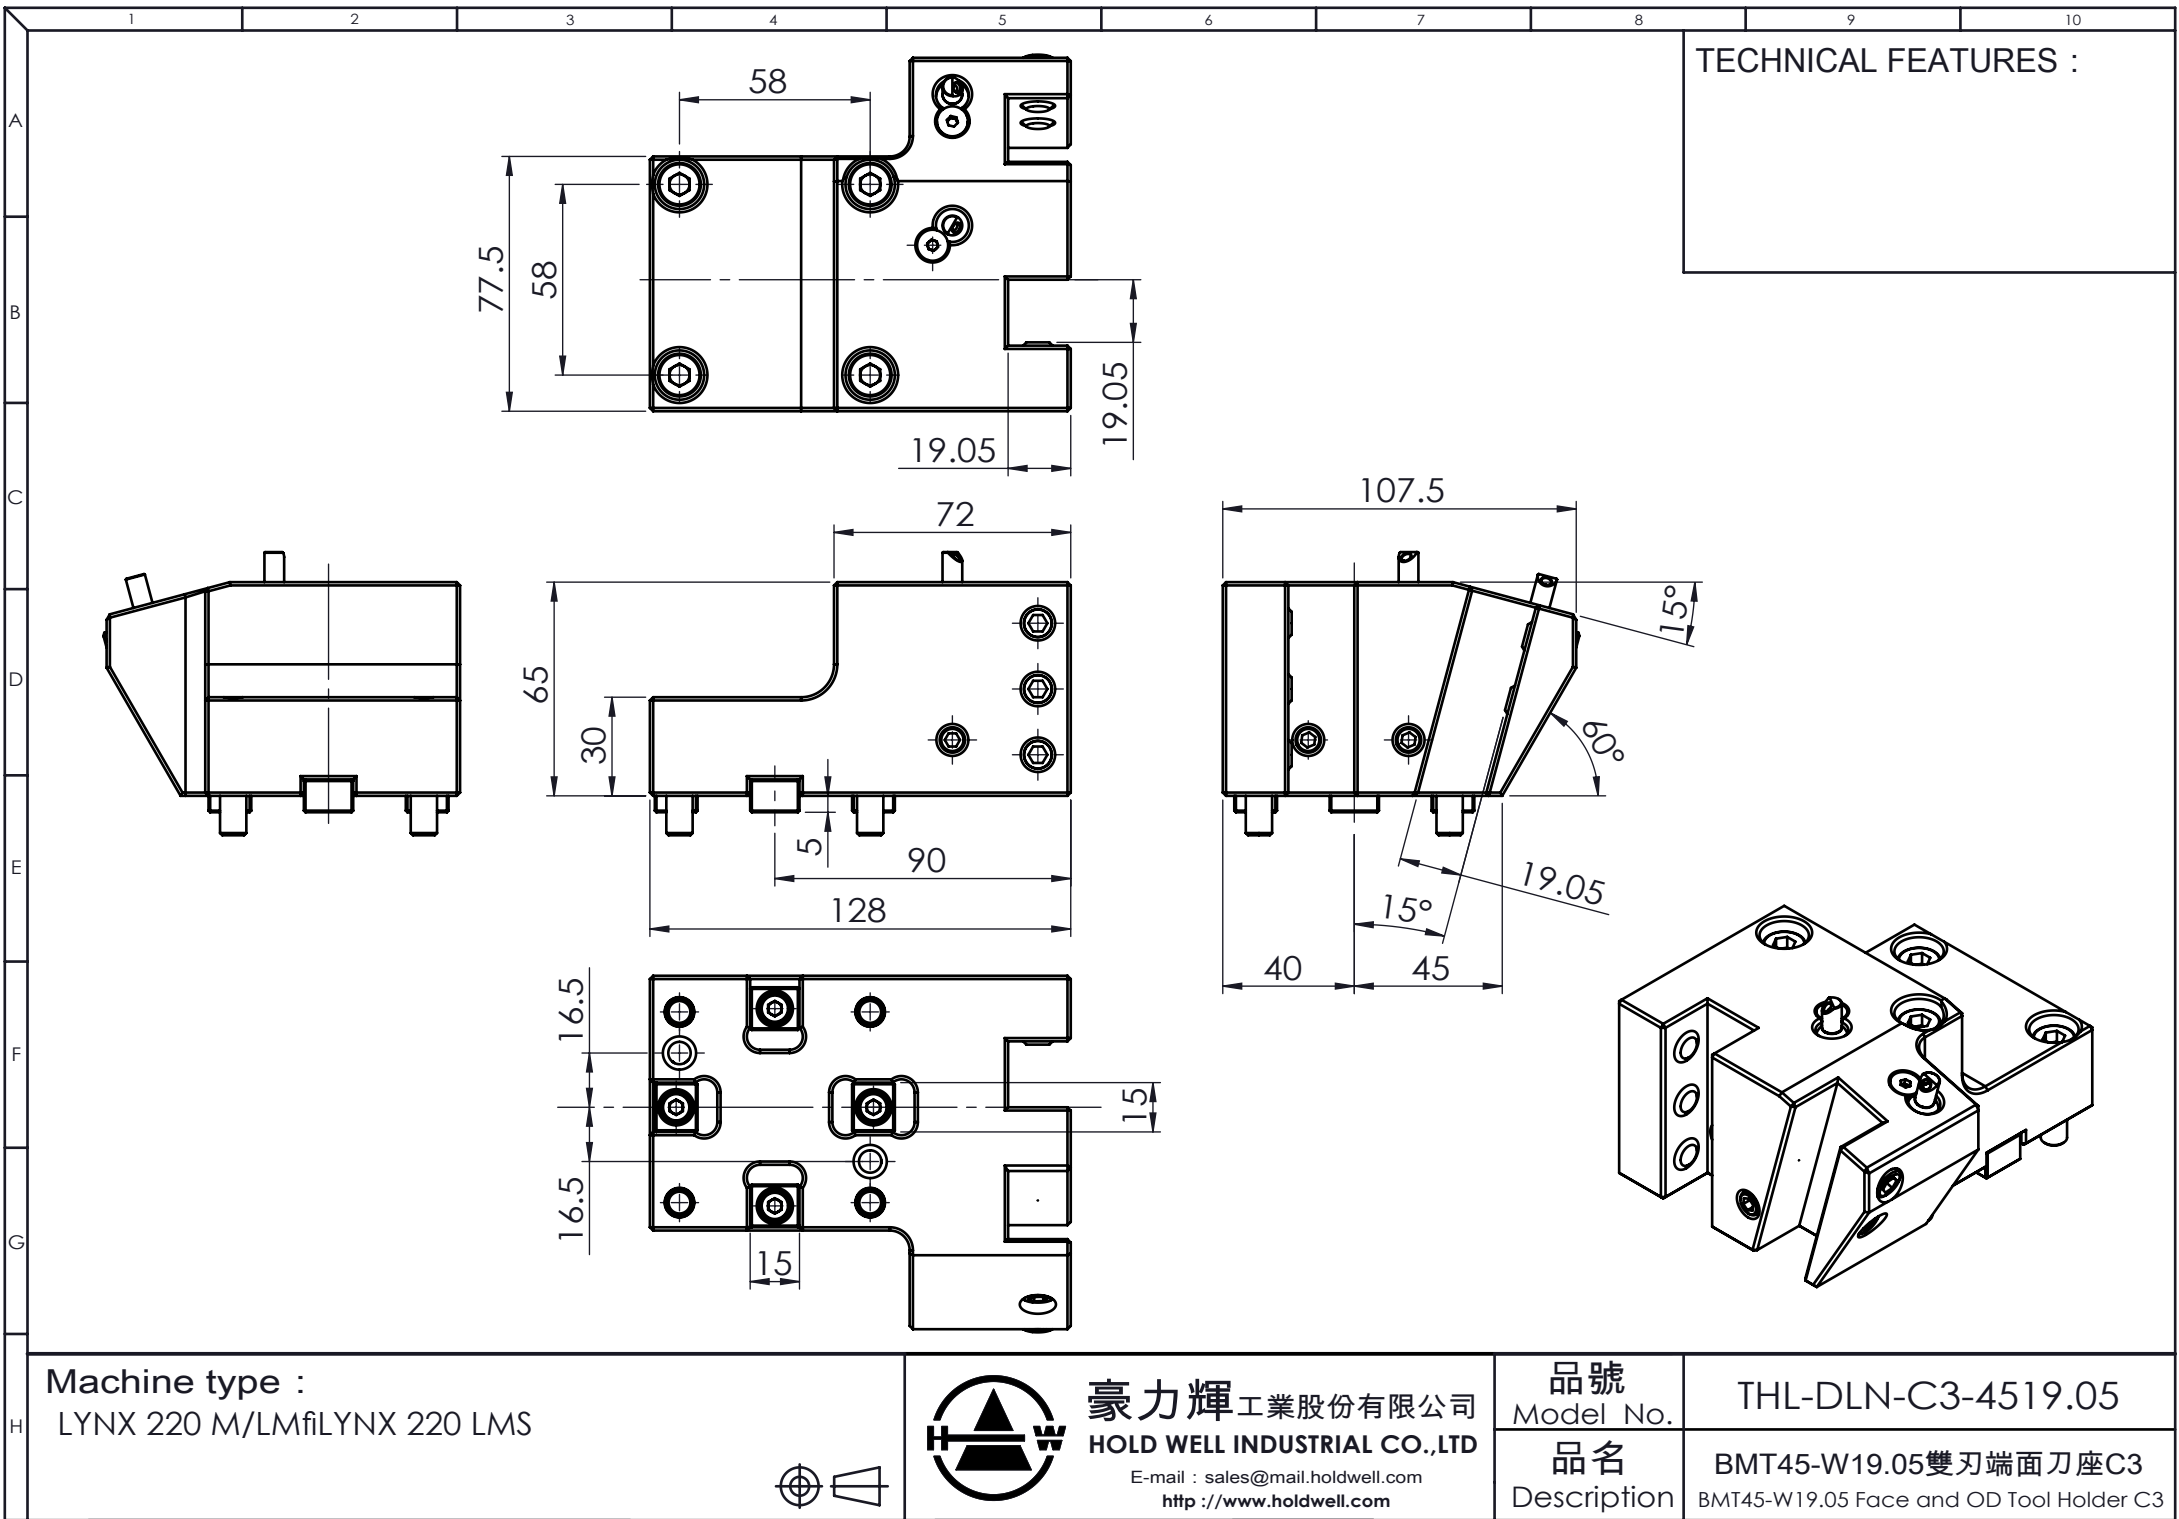 1 2 3 4 5 6 7 8 9 10
A
B
C
D
E
F
G
H
TECHNICAL FEATURES :
58
77.5
58
19.05
19.05
72
65
30
5
90
128
107.5
15°
60°
19.05
15°
40
45
16.5
16.5
15
15
Machine type :
LYNX 220 M/LMfiLYNX 220 LMS
H W
豪力輝工業股份有限公司
HOLD WELL INDUSTRIAL CO.,LTD
E-mail : sales@mail.holdwell.com
http ://www.holdwell.com
品號
Model No.
THL-DLN-C3-4519.05
品名
Description
BMT45-W19.05雙刃端面刀座C3
BMT45-W19.05 Face and OD Tool Holder C3